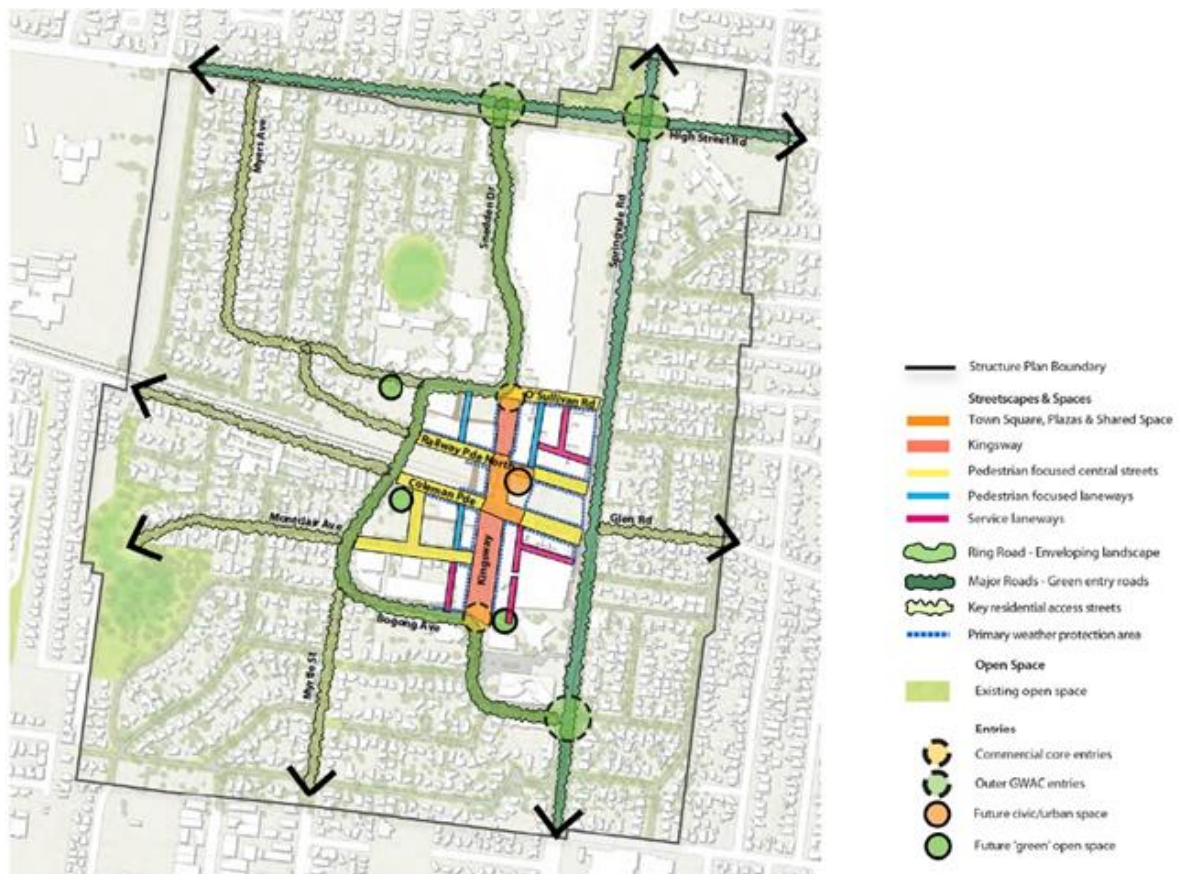 Myers Ave
Snedden Dr
High Street Rd
Springvale Rd
O'Sullivan Rd
Railway Pde North
Coleman Pde
Montclair Ave
Glen Rd
Kingsway
Bogong Ave
Myrtle St
Structure Plan Boundary
Streetscapes & Spaces
Town Square, Plazas & Shared Space
Kingsway
Pedestrian focused central streets
Pedestrian focused laneways
Service laneways
Ring Road - Enveloping landscape
Major Roads - Green entry roads
Key residential access streets
Primary weather protection area
Open Space
Existing open space
Entries
Commercial core entries
Outer GWAC entries
Future civic/urban space
Future 'green' open space